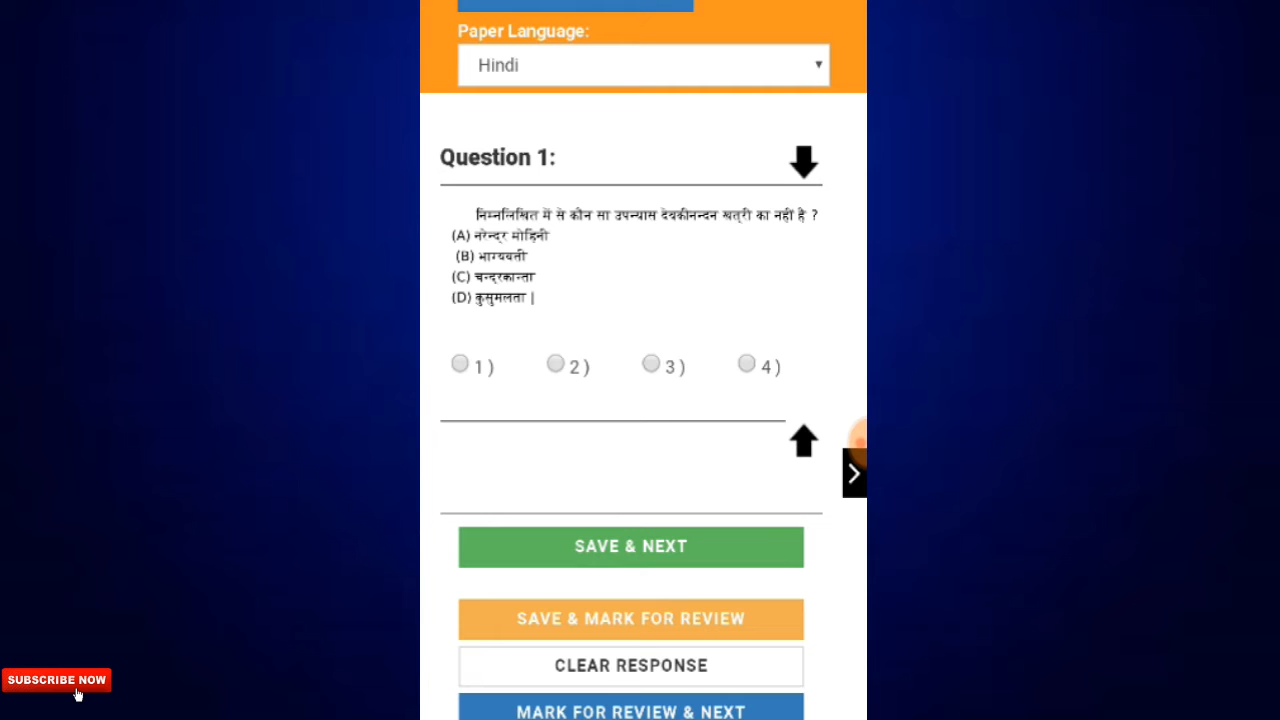 Paper Language:
Hindi
Question 1:
निम्नलिखित में से कौन सा उपन्यास देवकीनन्दन खत्री का नहीं है ?
(A) नरेन्द्र मोहिनी
(B) भाग्यवती
(C) चन्द्रकान्ता
(D) कुसुमलता |
1 ) 2 ) 3 ) 4 )
SAVE & NEXT
SAVE & MARK FOR REVIEW
CLEAR RESPONSE
MARK FOR REVIEW & NEXT
SUBSCRIBE NOW